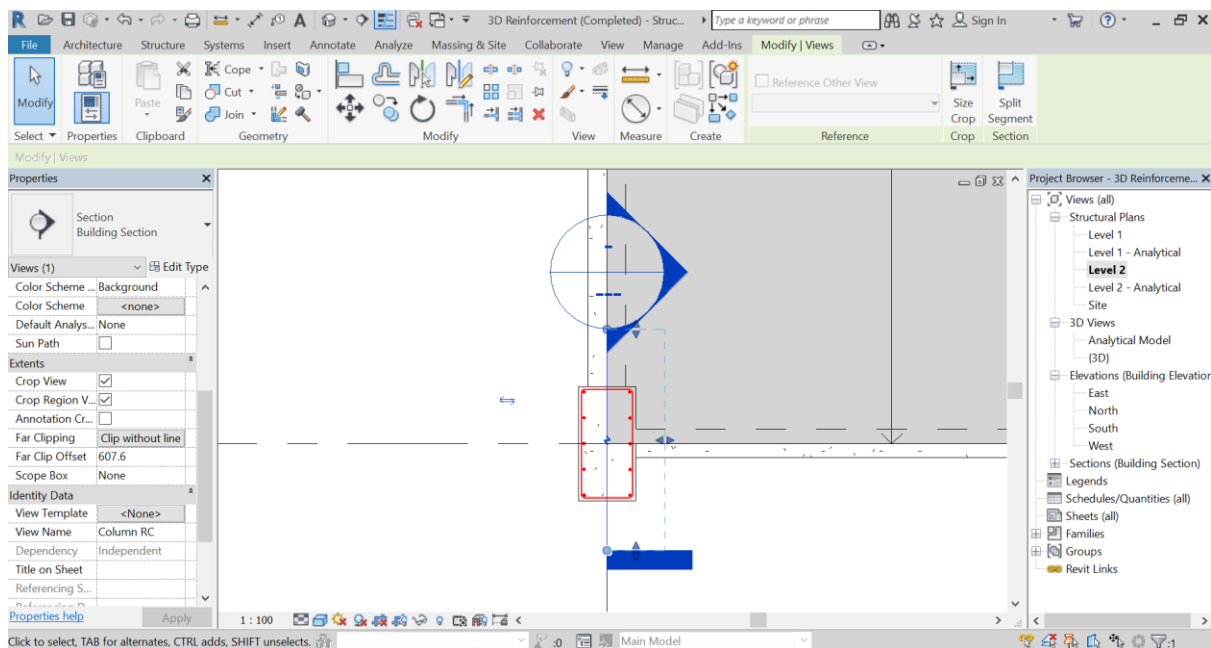 R 3D Reinforcement (Completed) - Struc... Type a keyword or phrase Sign In
File Architecture Structure Systems Insert Annotate Analyze Massing & Site Collaborate View Manage Add-Ins Modify | Views
Modify Paste Cope Cut Join Reference Other View Size Crop Split Segment
Select Properties Clipboard Geometry Modify View Measure Create Reference Crop Section
Modify | Views
Properties
Section
Building Section
Views (1) Edit Type
Color Scheme ... Background
Color Scheme <none>
Default Analys... None
Sun Path
Extents
Crop View
Crop Region V...
Annotation Cr...
Far Clipping Clip without line
Far Clip Offset 607.6
Scope Box None
Identity Data
View Template <None>
View Name Column RC
Dependency Independent
Title on Sheet
Referencing S...
Properties help Apply
1 : 100
Project Browser - 3D Reinforceme...
Views (all)
Structural Plans
Level 1
Level 1 - Analytical
Level 2
Level 2 - Analytical
Site
3D Views
Analytical Model
{3D}
Elevations (Building Elevation
East
North
South
West
Sections (Building Section)
Legends
Schedules/Quantities (all)
Sheets (all)
Families
Groups
Revit Links
Click to select, TAB for alternates, CTRL adds, SHIFT unselects. :0 Main Model :1